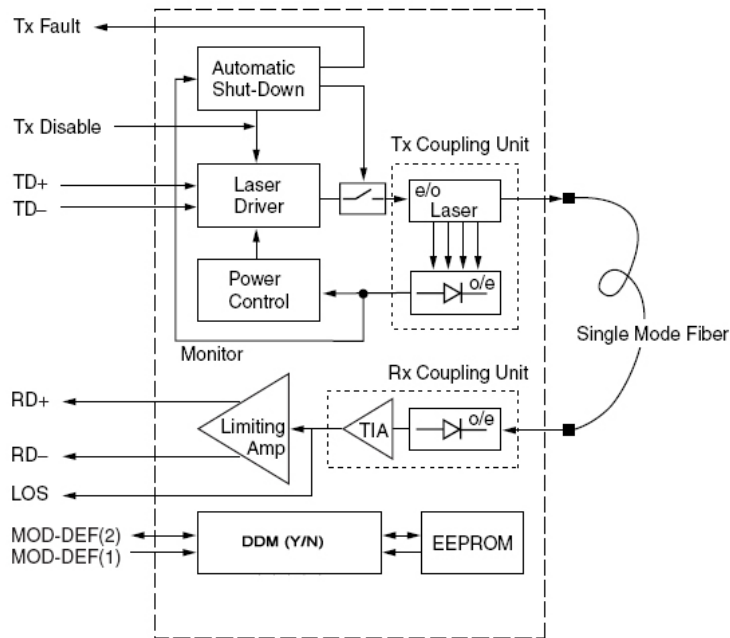 Tx Fault
Automatic
Shut-Down
Tx Disable
Tx Coupling Unit
TD+
TD–
Laser
Driver
e/o
Laser
Power
Control
o/e
Monitor
Single Mode Fiber
Rx Coupling Unit
RD+
RD–
LOS
Limiting
Amp
TIA
o/e
MOD-DEF(2)
MOD-DEF(1)
DDM (Y/N)
EEPROM